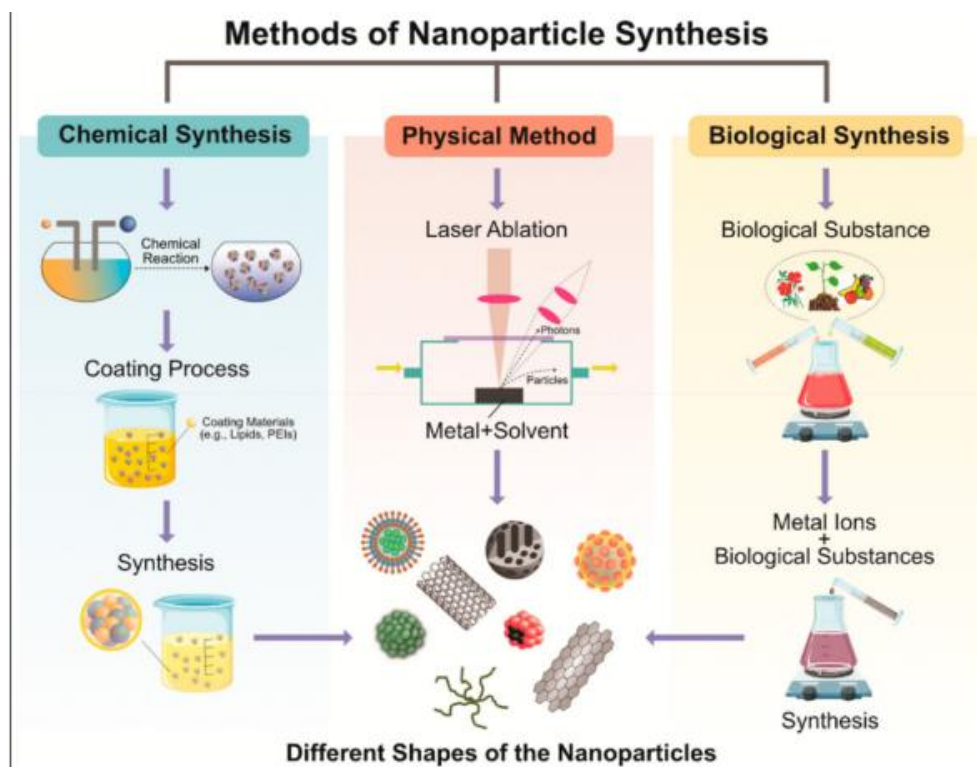 Methods of Nanoparticle Synthesis
Chemical Synthesis
Chemical
Reaction
Coating Process
Coating Materials
(e.g., Lipids, PEIs)
Synthesis
Physical Method
Laser Ablation
Photons
Particles
Metal+Solvent
Biological Synthesis
Biological Substance
Metal Ions
+
Biological Substances
Synthesis
Different Shapes of the Nanoparticles